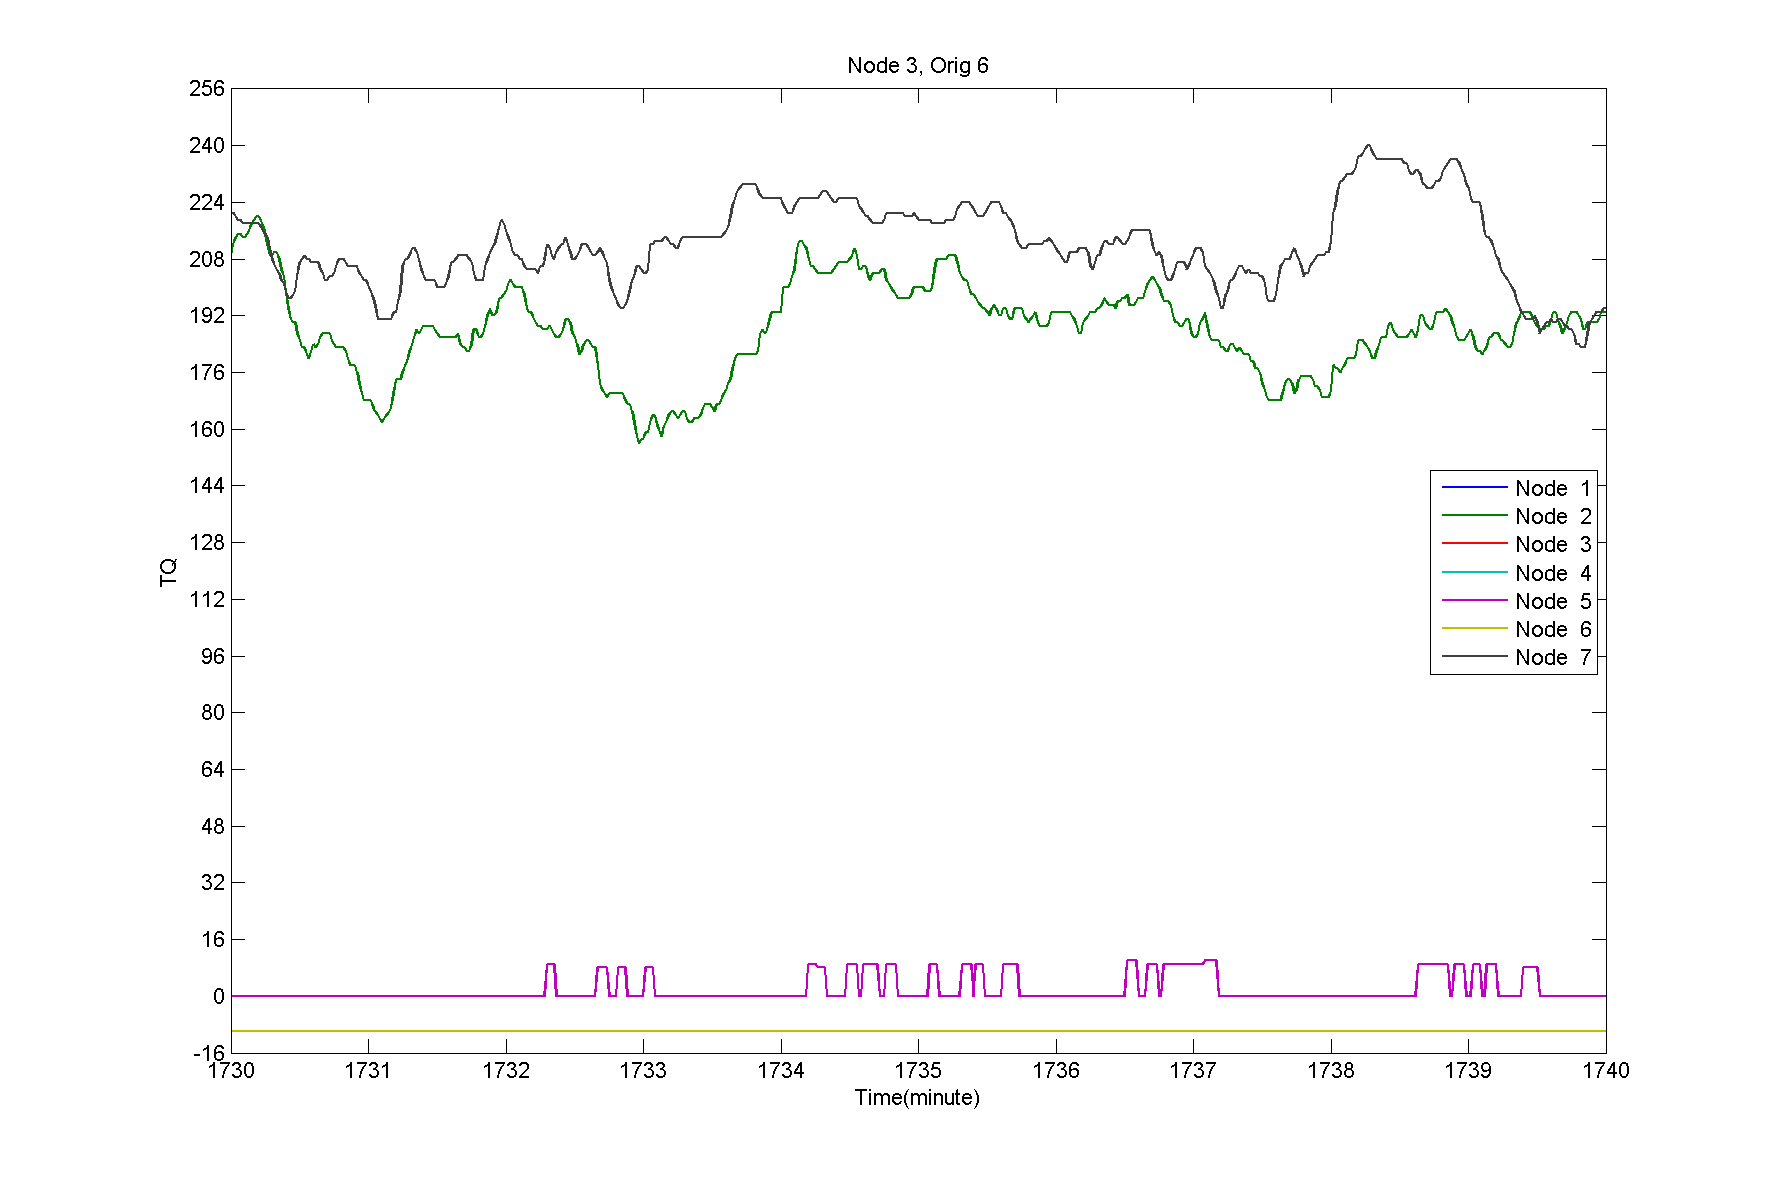 Node 3, Orig 6
256
240
224
208
192
176
160
144
128
112
96
80
64
48
32
16
0
-16
TQ
Node 1
Node 2
Node 3
Node 4
Node 5
Node 6
Node 7
1730 1731 1732 1733 1734 1735 1736 1737 1738 1739 1740
Time(minute)